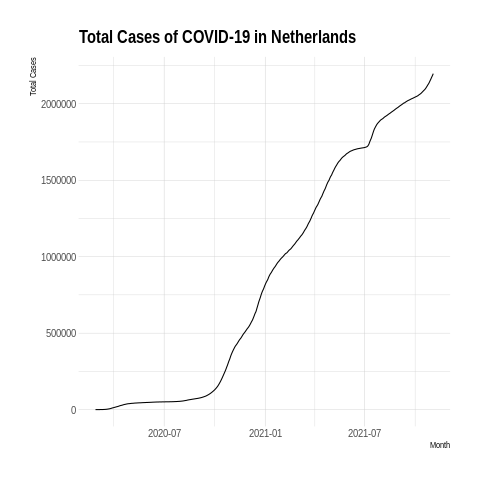 Total Cases of COVID-19 in Netherlands
Total Cases
2000000
1500000
1000000
500000
0
2020-07 2021-01 2021-07
Month